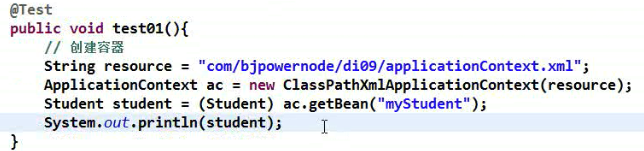 @Test
public void test01(){
// 创建容器
String resource = "com/bjpowernode/di09/applicationContext.xml";
ApplicationContext ac = new ClassPathXmlApplicationContext(resource);
Student student = (Student) ac.getBean("myStudent");
System.out.println(student);
}